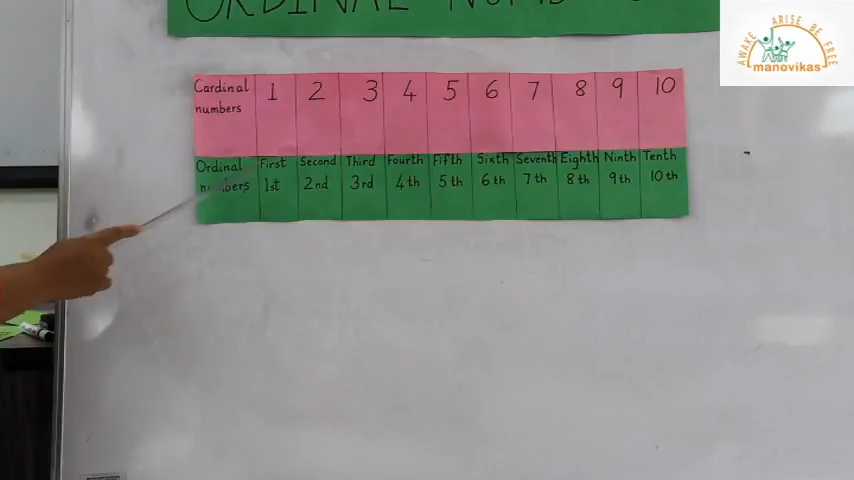 ORDINAL NUMB
AWAKE ARISE BE FREE
manovikas
Cardinal numbers 1 2 3 4 5 6 7 8 9 10
Ordinal numbers First Second Third Fourth Fifth Sixth Seventh Eighth Ninth Tenth
1st 2nd 3rd 4th 5th 6th 7th 8th 9th 10th